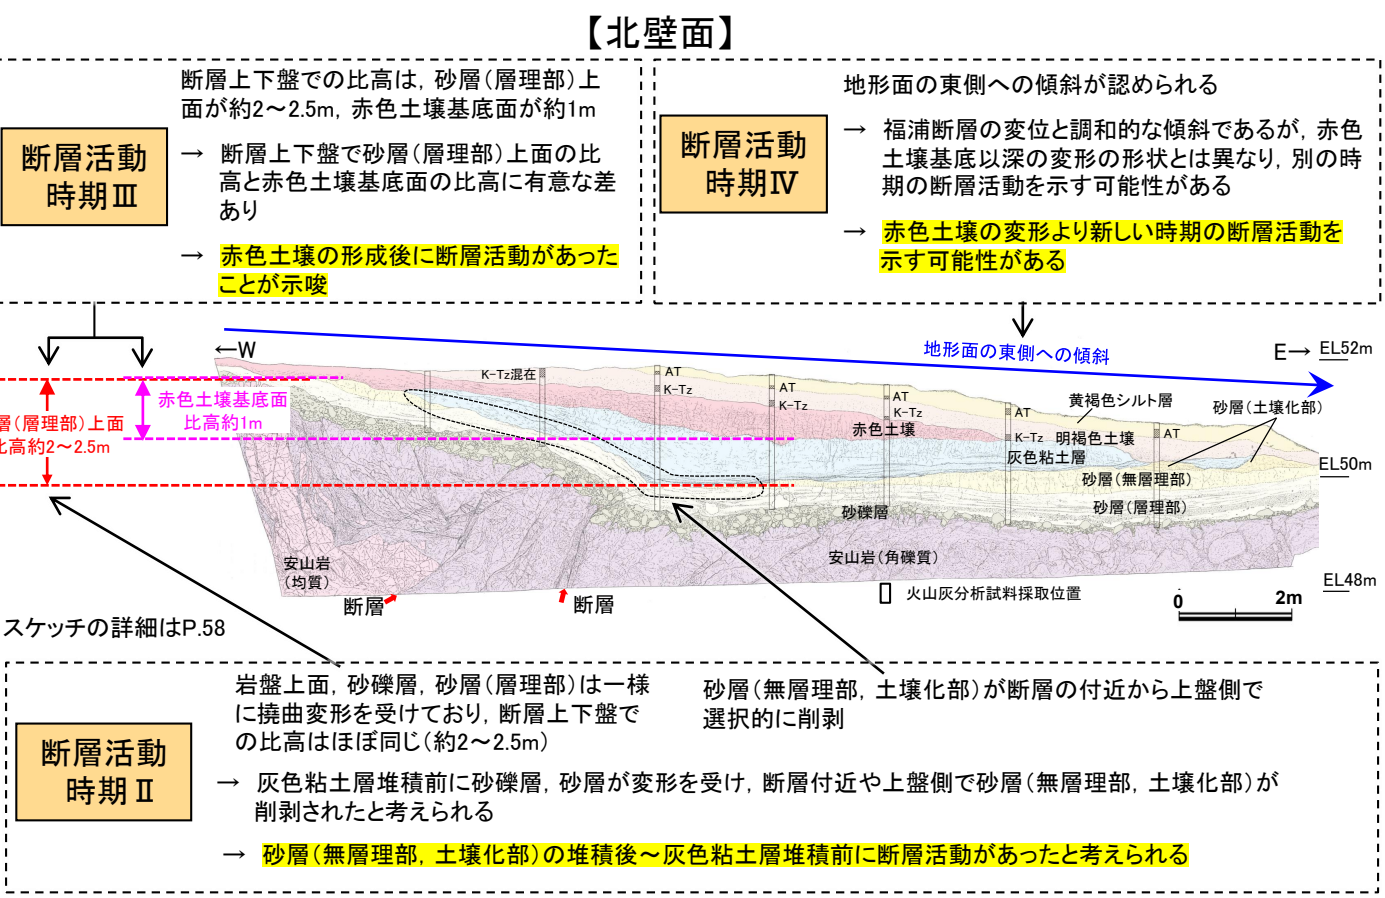 【北壁面】
断層活動
時期Ⅲ
断層上下盤での比高は，砂層（層理部）上
面が約2～2.5m，赤色土壌基底面が約1m
→ 断層上下盤で砂層（層理部）上面の比
高と赤色土壌基底面の比高に有意な差
あり
→ 赤色土壌の形成後に断層活動があった
ことが示唆
断層活動
時期Ⅳ
地形面の東側への傾斜が認められる
→ 福浦断層の変位と調和的な傾斜であるが，赤色
土壌基底以深の変形の形状とは異なり，別の時
期の断層活動を示す可能性がある
→ 赤色土壌の変形より新しい時期の断層活動を
示す可能性がある
←W
地形面の東側への傾斜
E→
EL52m
赤色土壌基底面
比高約1m
層（層理部）上面
比高約2～2.5m
K-Tz混在
AT
K-Tz
AT
K-Tz
AT
K-Tz
赤色土壌
AT
K-Tz
黄褐色シルト層
明褐色土壌
AT
砂層（土壌化部）
灰色粘土層
EL50m
砂層（無層理部）
砂層（層理部）
砂礫層
安山岩
（均質）
安山岩（角礫質）
EL48m
断層
断層
火山灰分析試料採取位置
0
2m
スケッチの詳細はP.58
断層活動
時期Ⅱ
岩盤上面，砂礫層，砂層（層理部）は一様
に撓曲変形を受けており，断層上下盤で
の比高はほぼ同じ（約2～2.5m）
砂層（無層理部，土壌化部）が断層の付近から上盤側で
選択的に削剥
→ 灰色粘土層堆積前に砂礫層，砂層が変形を受け，断層付近や上盤側で砂層（無層理部，土壌化部）が
削剥されたと考えられる
→ 砂層（無層理部，土壌化部）の堆積後～灰色粘土層堆積前に断層活動があったと考えられる